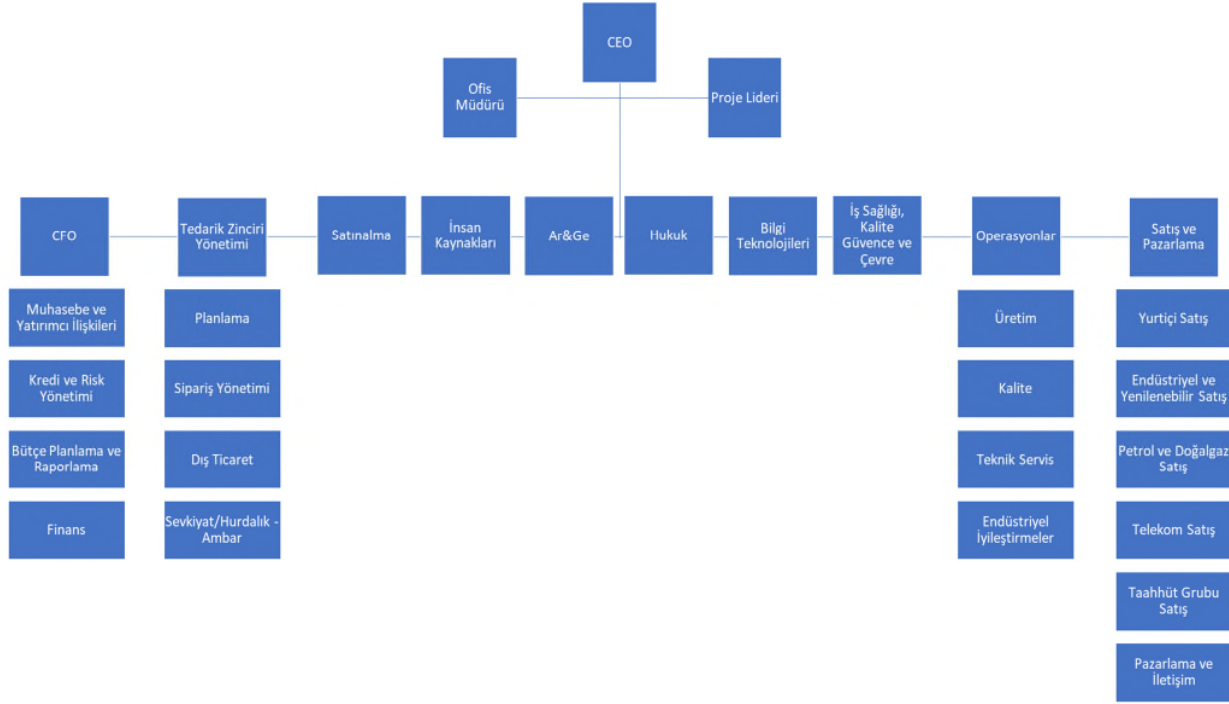 CEO
Ofis
Müdürü
Proje Lideri
CFO
Tedarik Zinciri
Yönetimi
Satınalma
İnsan
Kaynakları
Ar&Ge
Hukuk
Bilgi
Teknolojileri
İş Sağlığı,
Kalite
Güvence ve
Çevre
Operasyonlar
Satış ve
Pazarlama
Muhasebe ve
Yatırımcı İlişkileri
Kredi ve Risk
Yönetimi
Bütçe Planlama ve
Raporlama
Finans
Planlama
Sipariş Yönetimi
Dış Ticaret
Sevkiyat/Hurdalık -
Ambar
Üretim
Kalite
Teknik Servis
Endüstriyel
İyileştirmeler
Yurtiçi Satış
Endüstriyel ve
Yenilenebilir Satış
Petrol ve Doğalgaz
Satış
Telekom Satış
Taahhüt Grubu
Satış
Pazarlama ve
İletişim